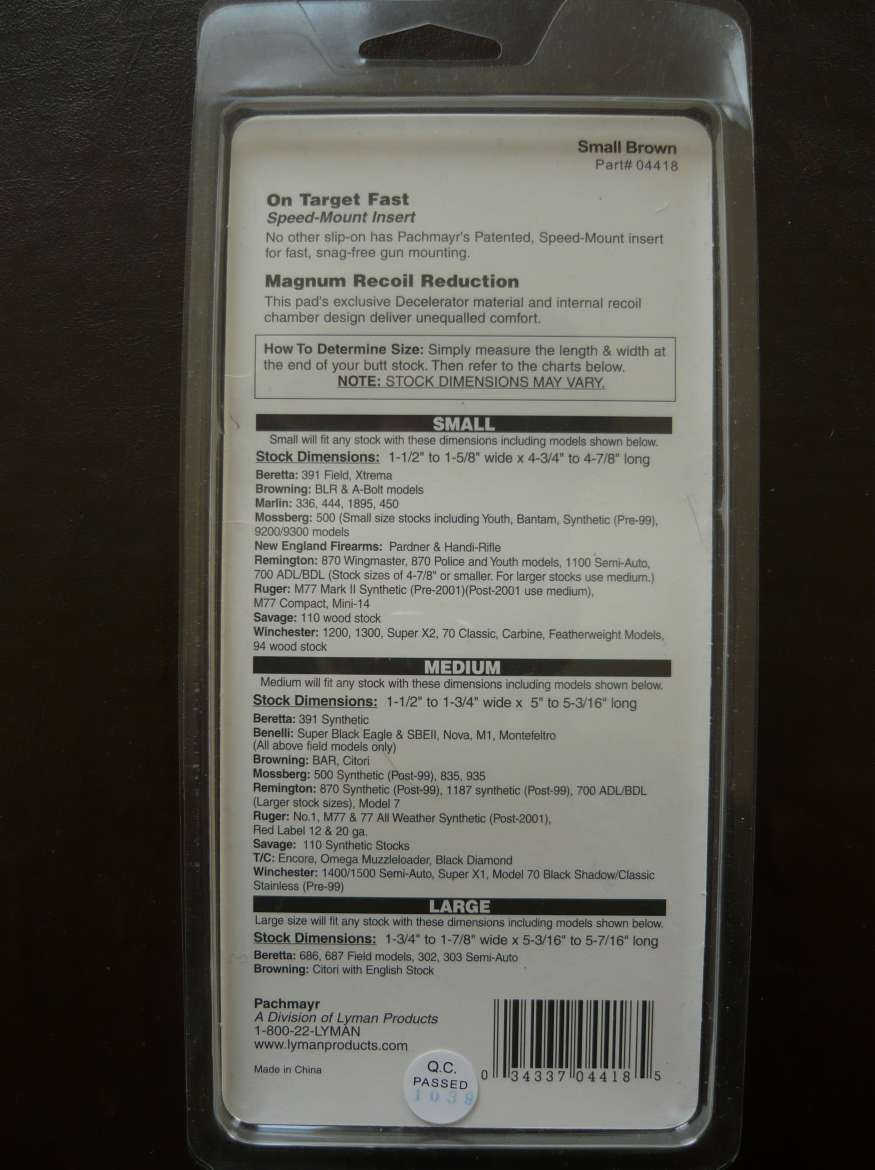 Small Brown
Part# 04418
On Target Fast
Speed-Mount Insert
No other slip-on has Pachmayr's Patented, Speed-Mount insert
for fast, snag-free gun mounting.
Magnum Recoil Reduction
This pad's exclusive Decelerator material and internal recoil
chamber design deliver unequalled comfort.
How To Determine Size: Simply measure the length & width at
the end of your butt stock. Then refer to the charts below.
NOTE: STOCK DIMENSIONS MAY VARY.
SMALL
Small will fit any stock with these dimensions including models shown below.
Stock Dimensions: 1-1/2" to 1-5/8" wide x 4-3/4" to 4-7/8" long
Beretta: 391 Field, Xtrema
Browning: BLR & A-Bolt models
Marlin: 336, 444, 1895, 450
Mossberg: 500 (Small size stocks including Youth, Bantam, Synthetic (Pre-99),
9200/9300 models
New England Firearms: Pardner & Handi-Rifle
Remington: 870 Wingmaster, 870 Police and Youth models, 1100 Semi-Auto,
700 ADL/BDL (Stock sizes of 4-7/8" or smaller. For larger stocks use medium.)
Ruger: M77 Mark II Synthetic (Pre-2001)(Post-2001 use medium),
M77 Compact, Mini-14
Savage: 110 wood stock
Winchester: 1200, 1300, Super X2, 70 Classic, Carbine, Featherweight Models,
94 wood stock
MEDIUM
Medium will fit any stock with these dimensions including models shown below.
Stock Dimensions: 1-1/2" to 1-3/4" wide x 5" to 5-3/16" long
Beretta: 391 Synthetic
Benelli: Super Black Eagle & SBEII, Nova, M1, Montefeltro
(All above field models only)
Browning: BAR, Citori
Mossberg: 500 Synthetic (Post-99), 835, 935
Remington: 870 Synthetic (Post-99), 1187 synthetic (Post-99), 700 ADL/BDL
(Larger stock sizes), Model 7
Ruger: No.1, M77 & 77 All Weather Synthetic (Post-2001),
Red Label 12 & 20 ga.
Savage: 110 Synthetic Stocks
T/C: Encore, Omega Muzzleloader, Black Diamond
Winchester: 1400/1500 Semi-Auto, Super X1, Model 70 Black Shadow/Classic
Stainless (Pre-99)
LARGE
Large size will fit any stock with these dimensions including models shown below.
Stock Dimensions: 1-3/4" to 1-7/8" wide x 5-3/16" to 5-7/16" long
Beretta: 686, 687 Field models, 302, 303 Semi-Auto
Browning: Citori with English Stock
Pachmayr
A Division of Lyman Products
1-800-22-LYMAN
www.lymanproducts.com
Made in China
Q.C.
PASSED
1039
0 34337 04418 5